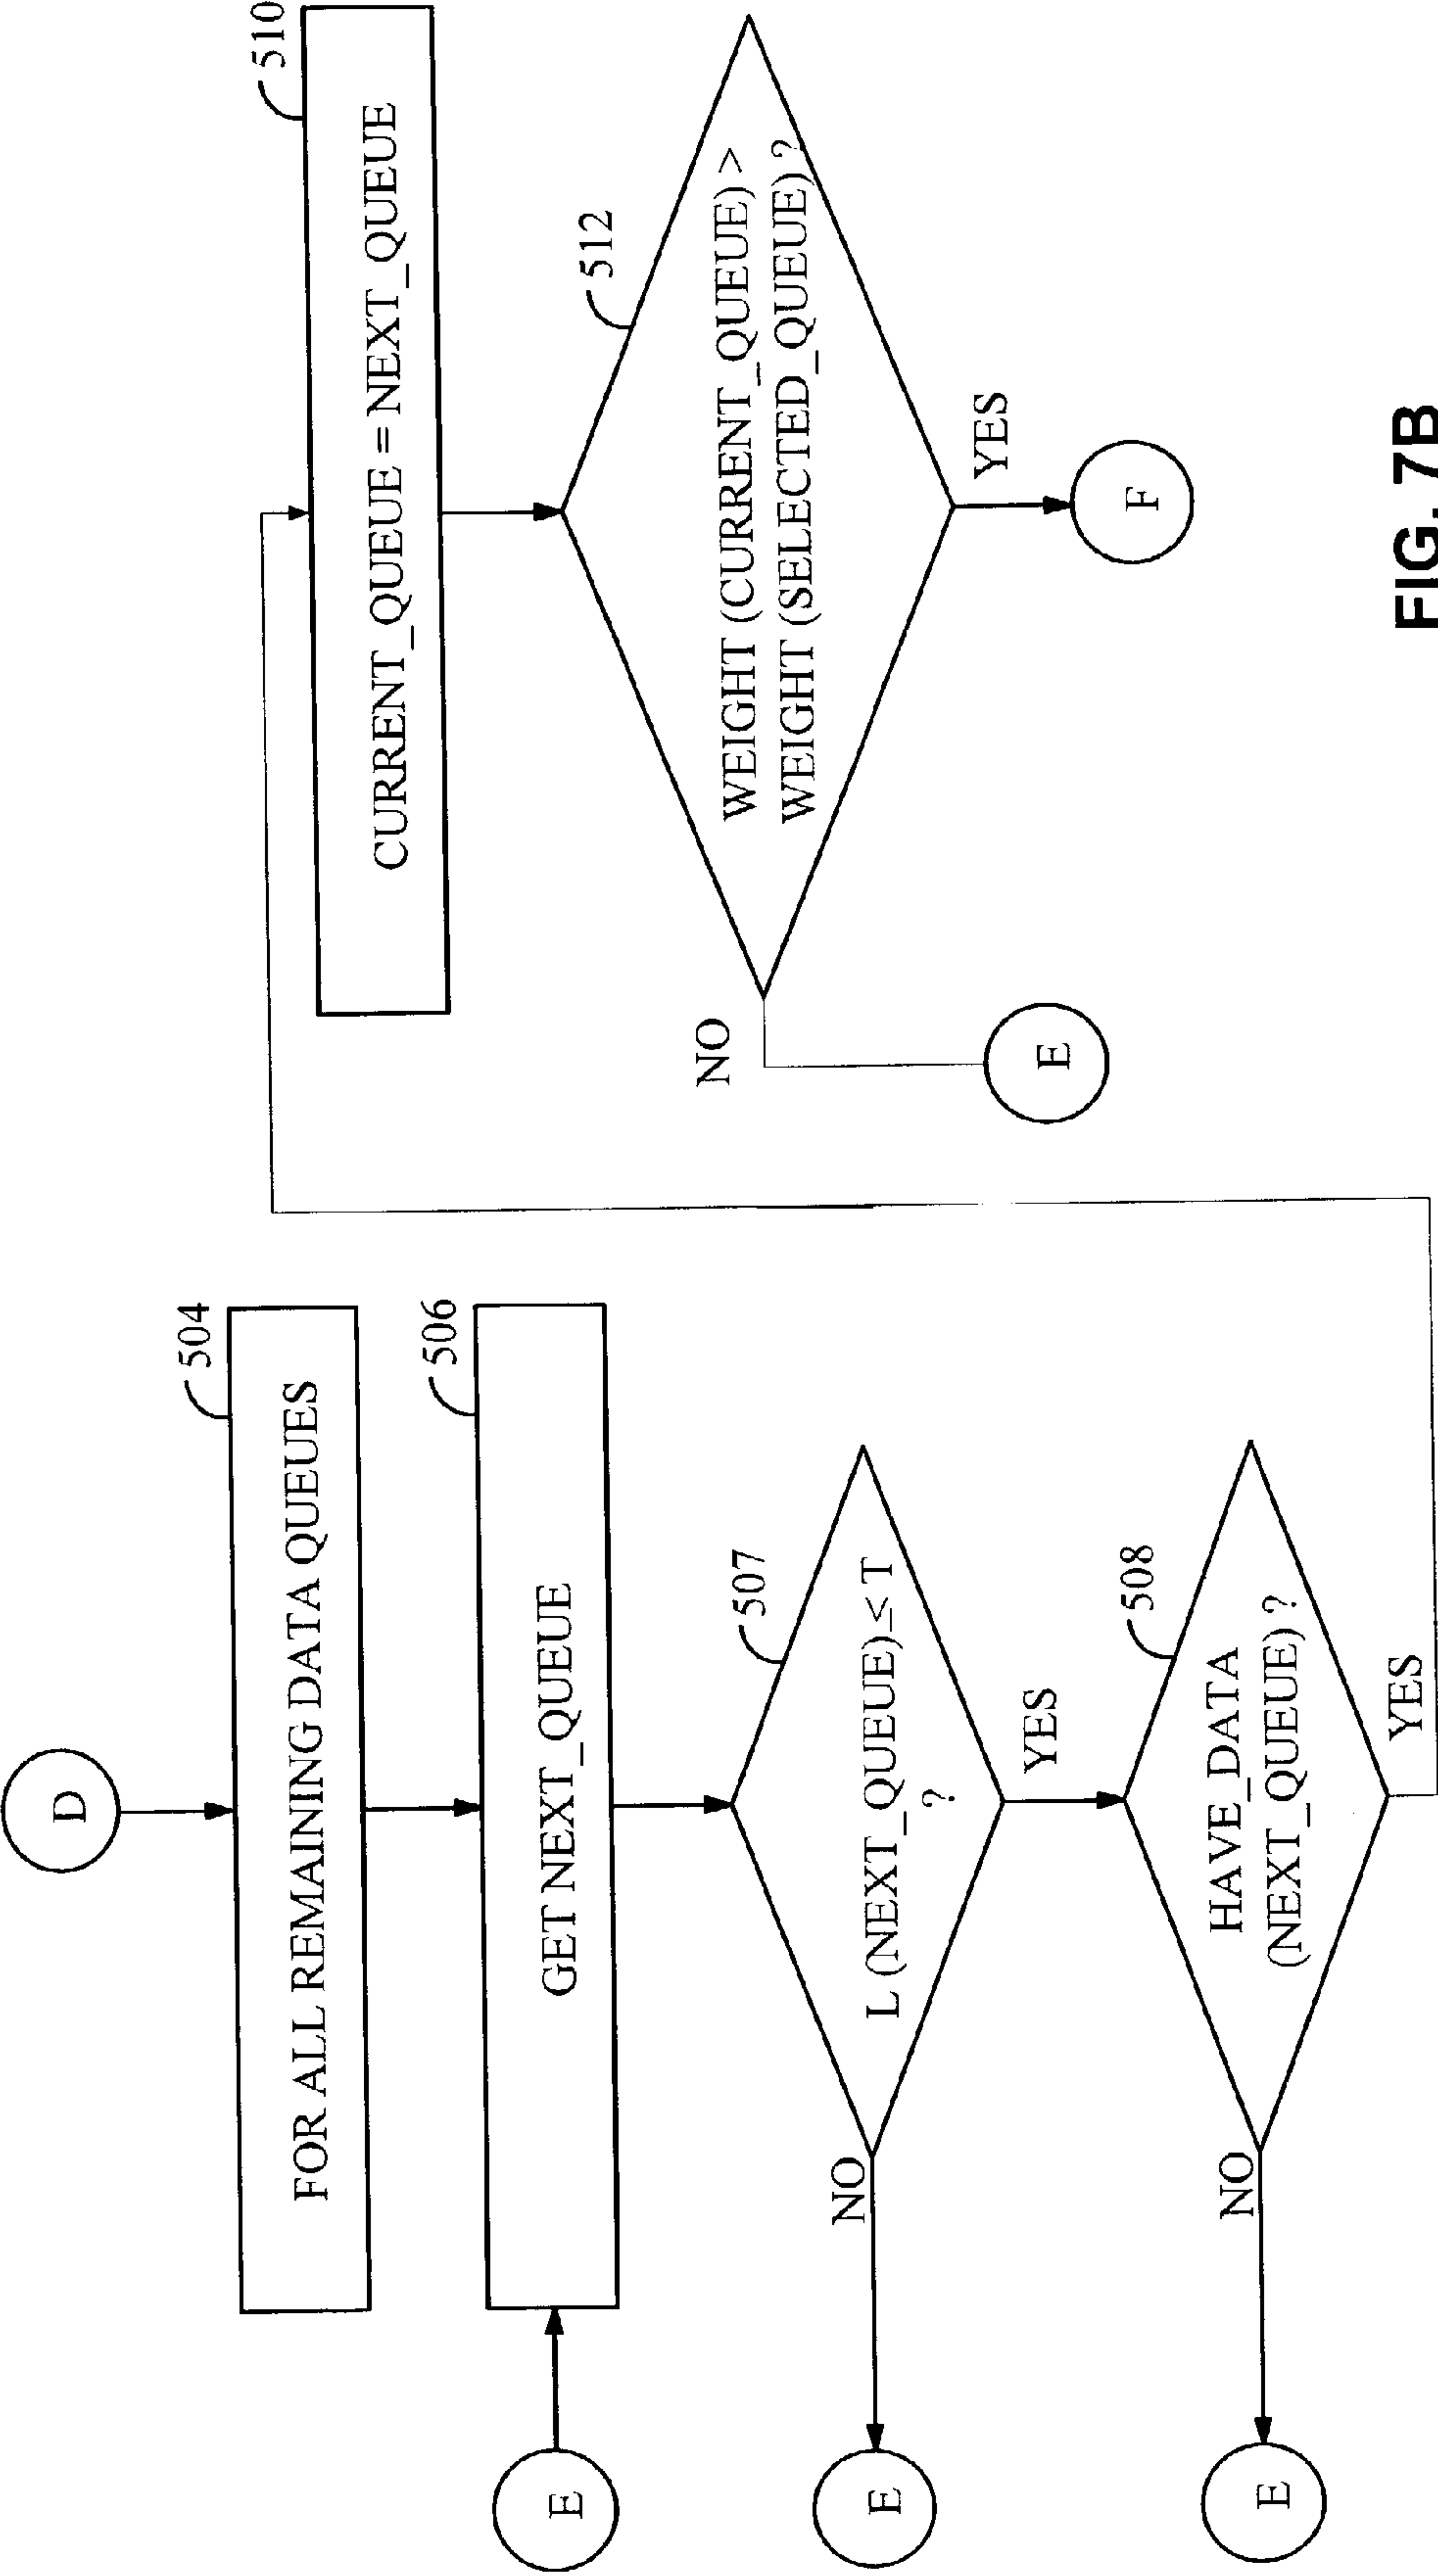 D
504
FOR ALL REMAINING DATA QUEUES
506
E
GET NEXT_QUEUE
507
L (NEXT_QUEUE) ≤ T
?
NO
E
YES
508
HAVE_DATA
(NEXT_QUEUE) ?
NO
E
YES
510
CURRENT_QUEUE = NEXT_QUEUE
512
WEIGHT (CURRENT_QUEUE) >
WEIGHT (SELECTED_QUEUE) ?
NO
E
YES
F
FIG. 7B